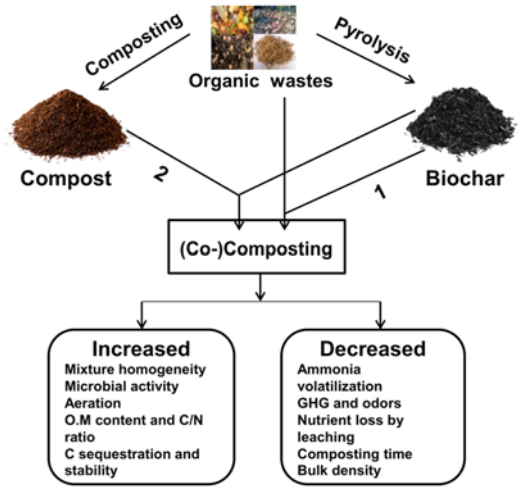 Composting
Pyrolysis
Organic wastes
Compost
2
1
Biochar
(Co-)Composting
Increased
Mixture homogeneity
Microbial activity
Aeration
O.M content and C/N
ratio
C sequestration and
stability
Decreased
Ammonia
volatilization
GHG and odors
Nutrient loss by
leaching
Composting time
Bulk density